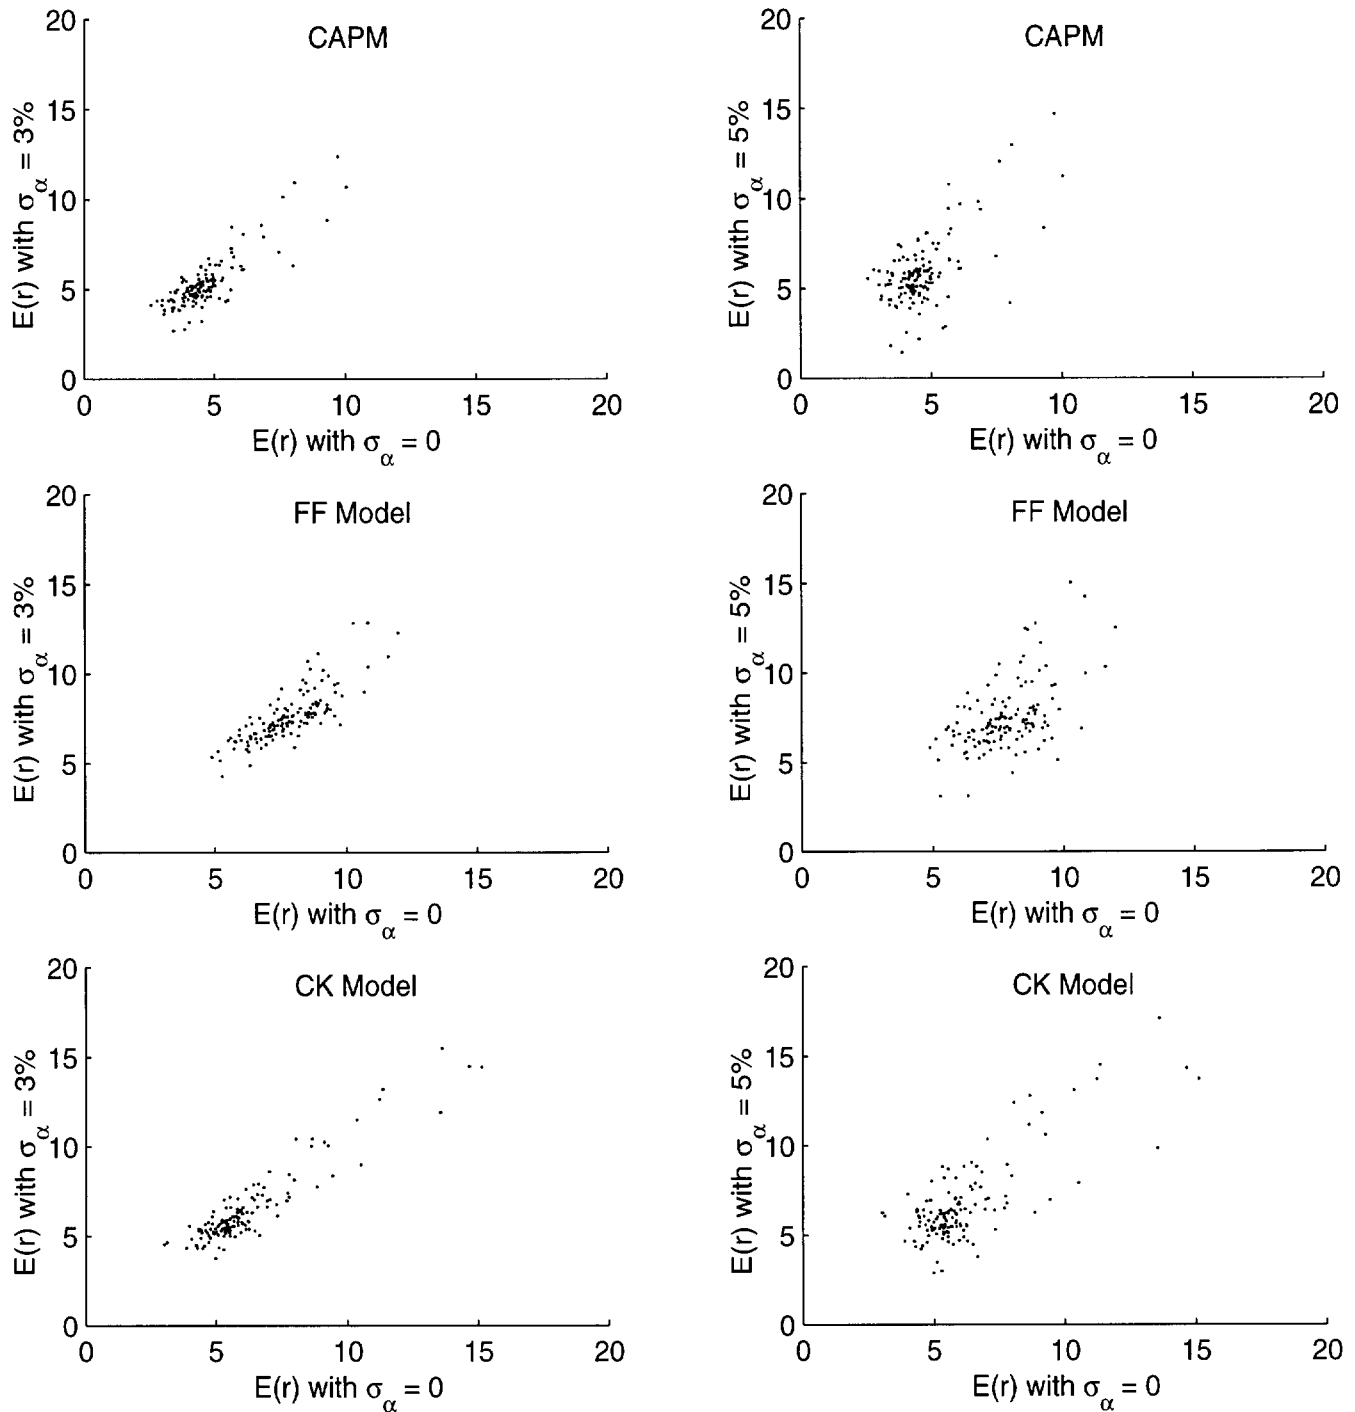 CAPM
20
15
10
5
0
E(r) with σα = 3%
0 5 10 15 20
E(r) with σα = 0
CAPM
20
15
10
5
0
E(r) with σα = 5%
0 5 10 15 20
E(r) with σα = 0
FF Model
20
15
10
5
0
E(r) with σα = 3%
0 5 10 15 20
E(r) with σα = 0
FF Model
20
15
10
5
0
E(r) with σα = 5%
0 5 10 15 20
E(r) with σα = 0
CK Model
20
15
10
5
0
E(r) with σα = 3%
0 5 10 15 20
E(r) with σα = 0
CK Model
20
15
10
5
0
E(r) with σα = 5%
0 5 10 15 20
E(r) with σα = 0